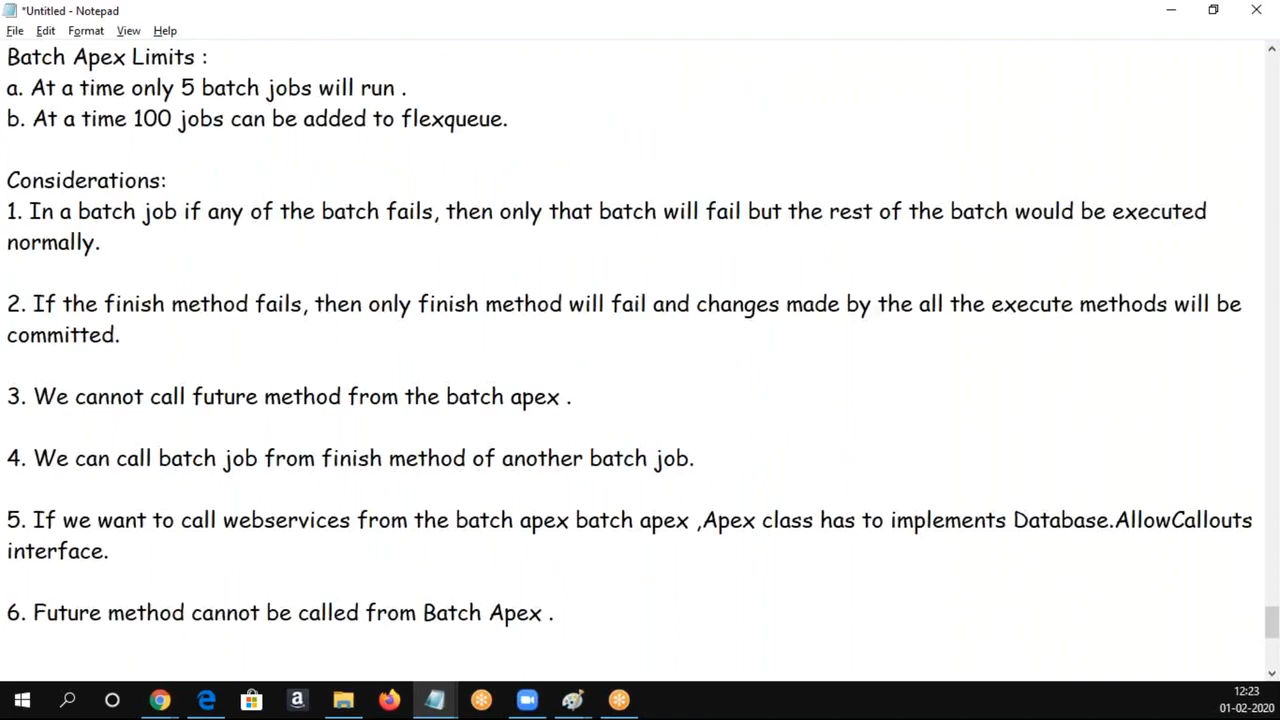 *Untitled - Notepad
File Edit Format View Help
Batch Apex Limits :
a. At a time only 5 batch jobs will run .
b. At a time 100 jobs can be added to flexqueue.
Considerations:
1. In a batch job if any of the batch fails, then only that batch will fail but the rest of the batch would be executed
normally.
2. If the finish method fails, then only finish method will fail and changes made by the all the execute methods will be
committed.
3. We cannot call future method from the batch apex .
4. We can call batch job from finish method of another batch job.
5. If we want to call webservices from the batch apex batch apex ,Apex class has to implements Database.AllowCallouts
interface.
6. Future method cannot be called from Batch Apex .
12:23
01-02-2020